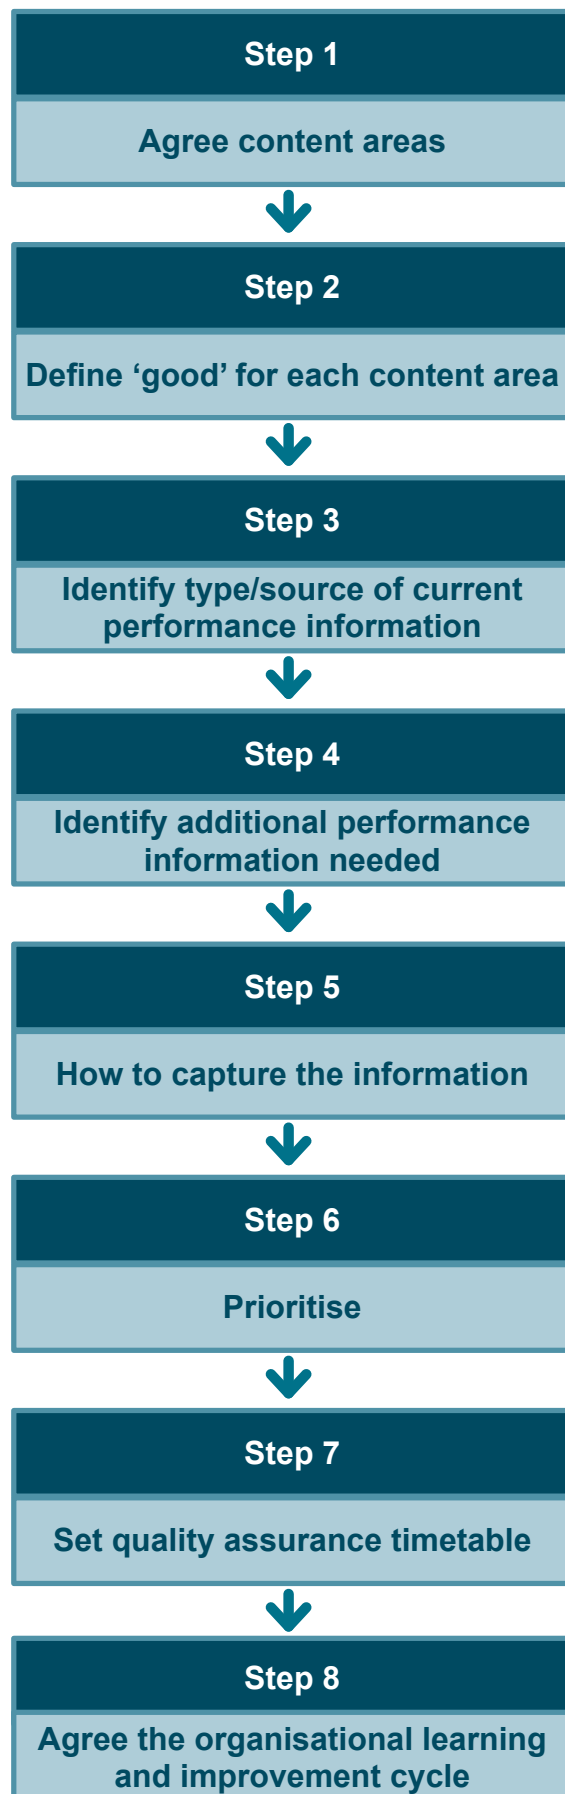 Step 1
Agree content areas
Step 2
Define ‘good’ for each content area
Step 3
Identify type/source of current
performance information
Step 4
Identify additional performance
information needed
Step 5
How to capture the information
Step 6
Prioritise
Step 7
Set quality assurance timetable
Step 8
Agree the organisational learning
and improvement cycle